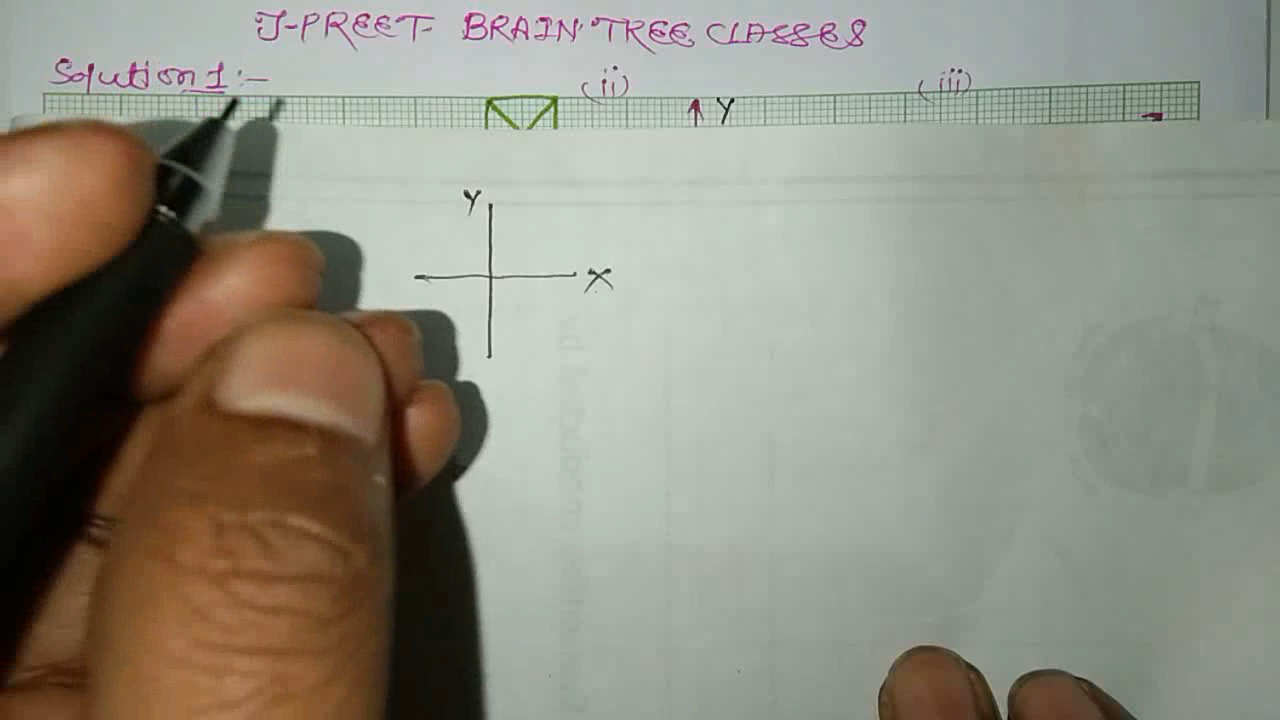 J-PREET BRAIN TREE CLASSES
Solution 1:-
(ii)
(iii)
Y
Y
X